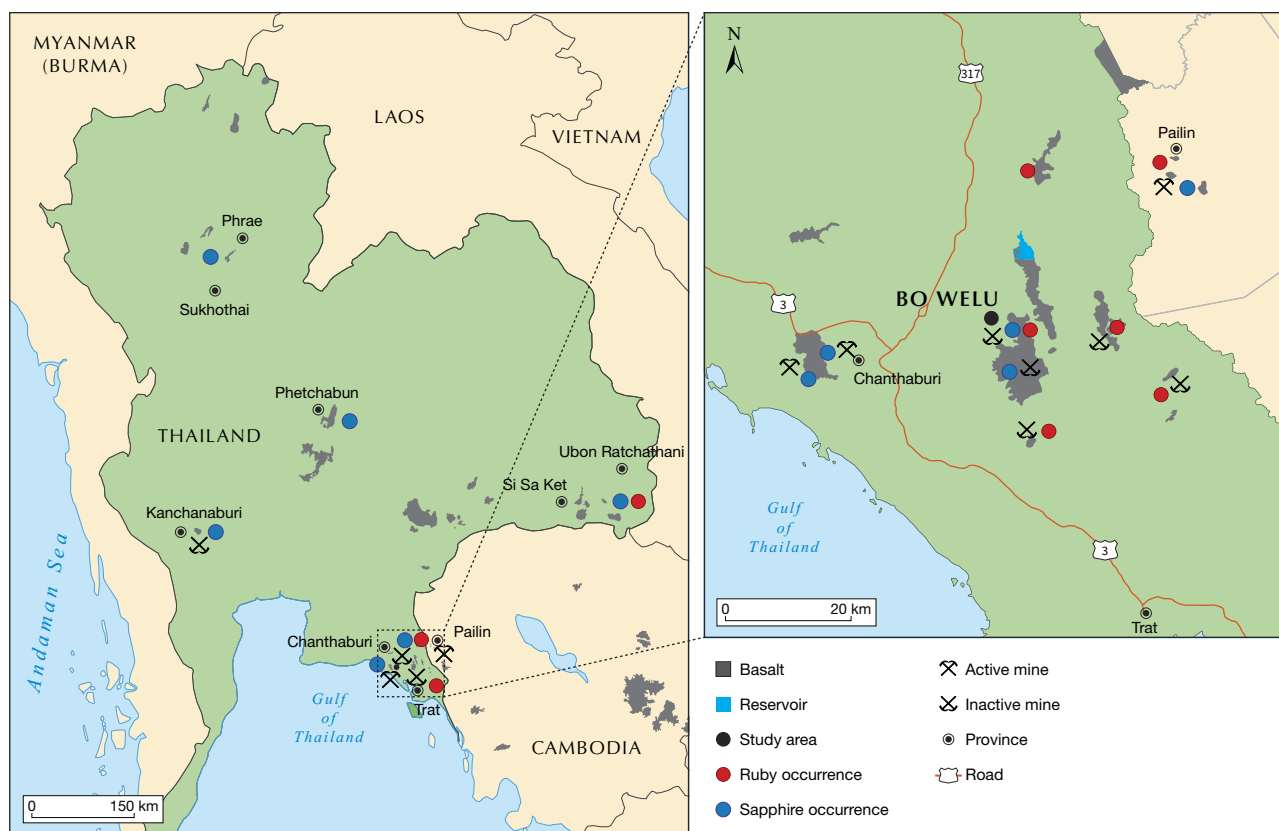 MYANMAR
(BURMA)
LAOS
VIETNAM
Phrae
Sukhothai
Phetchabun
THAILAND
Ubon Ratchathani
Si Sa Ket
Kanchanaburi
Andaman Sea
Chanthaburi
Pailin
Gulf
of
Thailand
Trat
CAMBODIA
0 150 km
N
317
Pailin
BO WELU
3
Chanthaburi
Gulf
of
Thailand
3
0 20 km
Trat
Basalt
Reservoir
Study area
Ruby occurrence
Sapphire occurrence
Active mine
Inactive mine
Province
Road